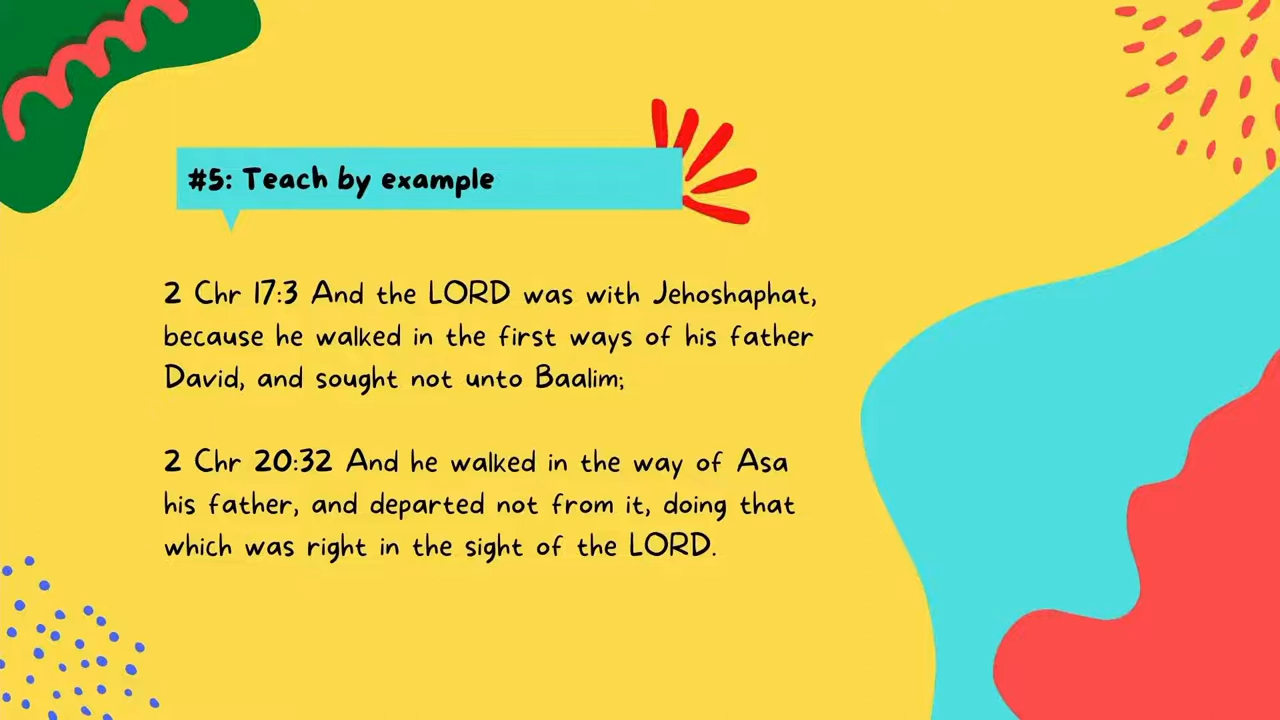 #5: Teach by example
2 Chr 17:3 And the LORD was with Jehoshaphat,
because he walked in the first ways of his father
David, and sought not unto Baalim;
2 Chr 20:32 And he walked in the way of Asa
his father, and departed not from it, doing that
which was right in the sight of the LORD.